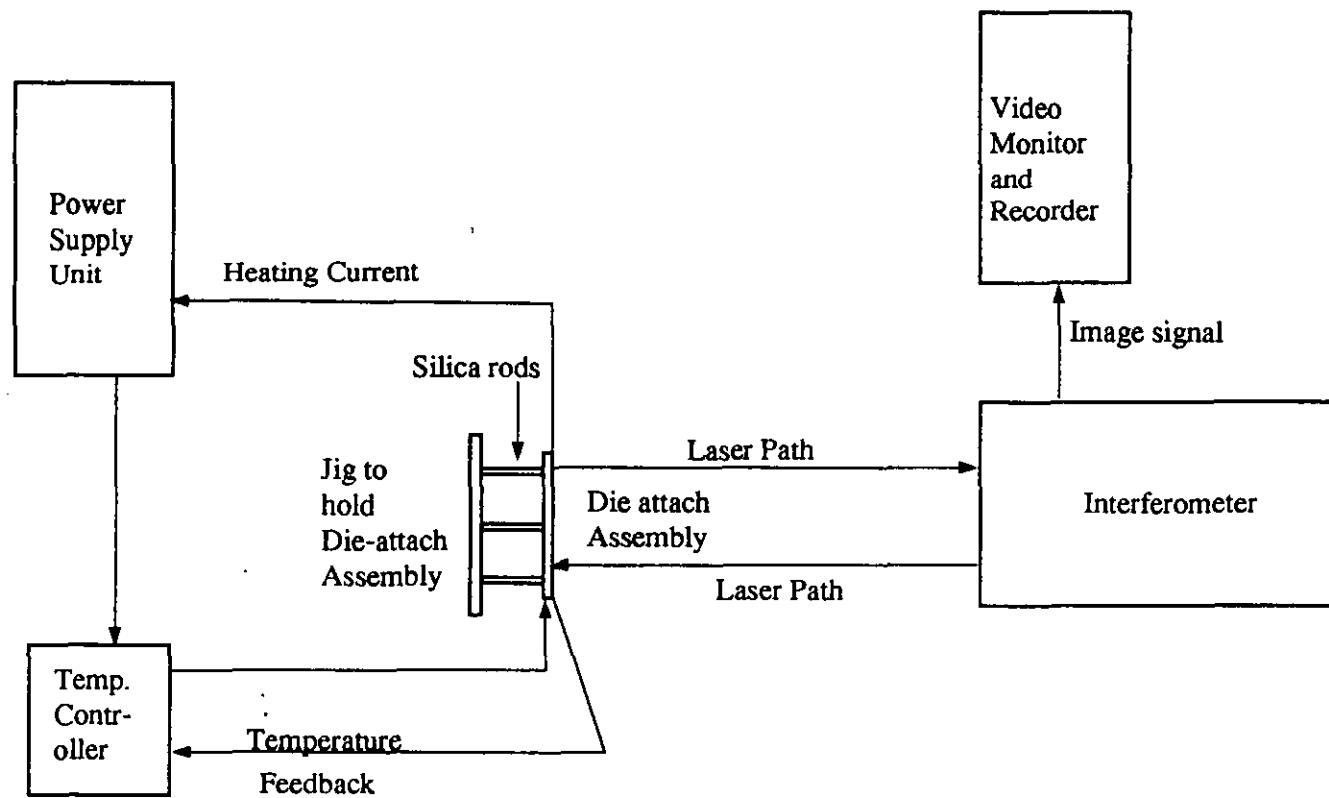 Power
Supply
Unit
Heating Current
Silica rods
Jig to
hold
Die-attach
Assembly
Die attach
Assembly
Laser Path
Laser Path
Video
Monitor
and
Recorder
Image signal
Interferometer
Temp.
Contr-
oller
Temperature
Feedback